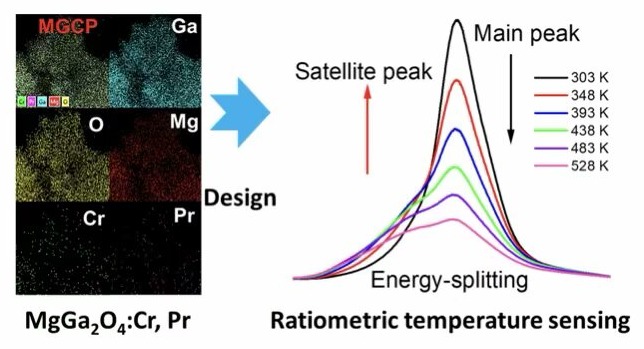 MGCP
Ga
Cr Pr Ga Mg O
O
Mg
Cr
Pr
MgGa₂O₄:Cr, Pr
Design
Satellite peak
Main peak
303 K
348 K
393 K
438 K
483 K
528 K
Energy-splitting
Ratiometric temperature sensing